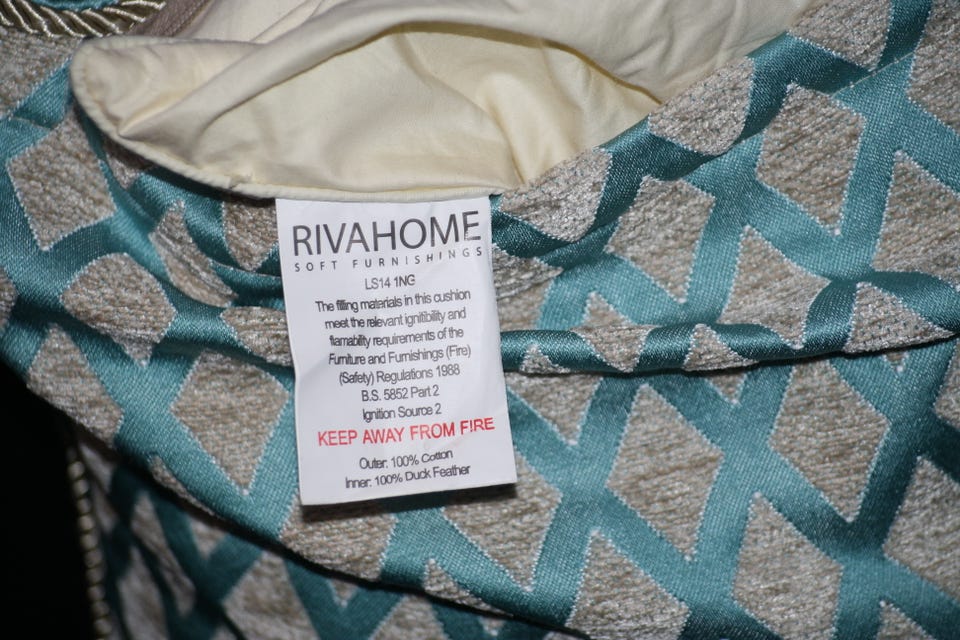 RIVAHOME
SOFT FURNISHINGS
LS14 1NG
The filling materials in this cushion
meet the relevant ignitibility and
flamability requirements of the
Furniture and Furnishings (Fire)
(Safety) Regulations 1988
B.S. 5852 Part 2
Ignition Source 2
KEEP AWAY FROM FIRE
Outer: 100% Cotton
Inner: 100% Duck Feather